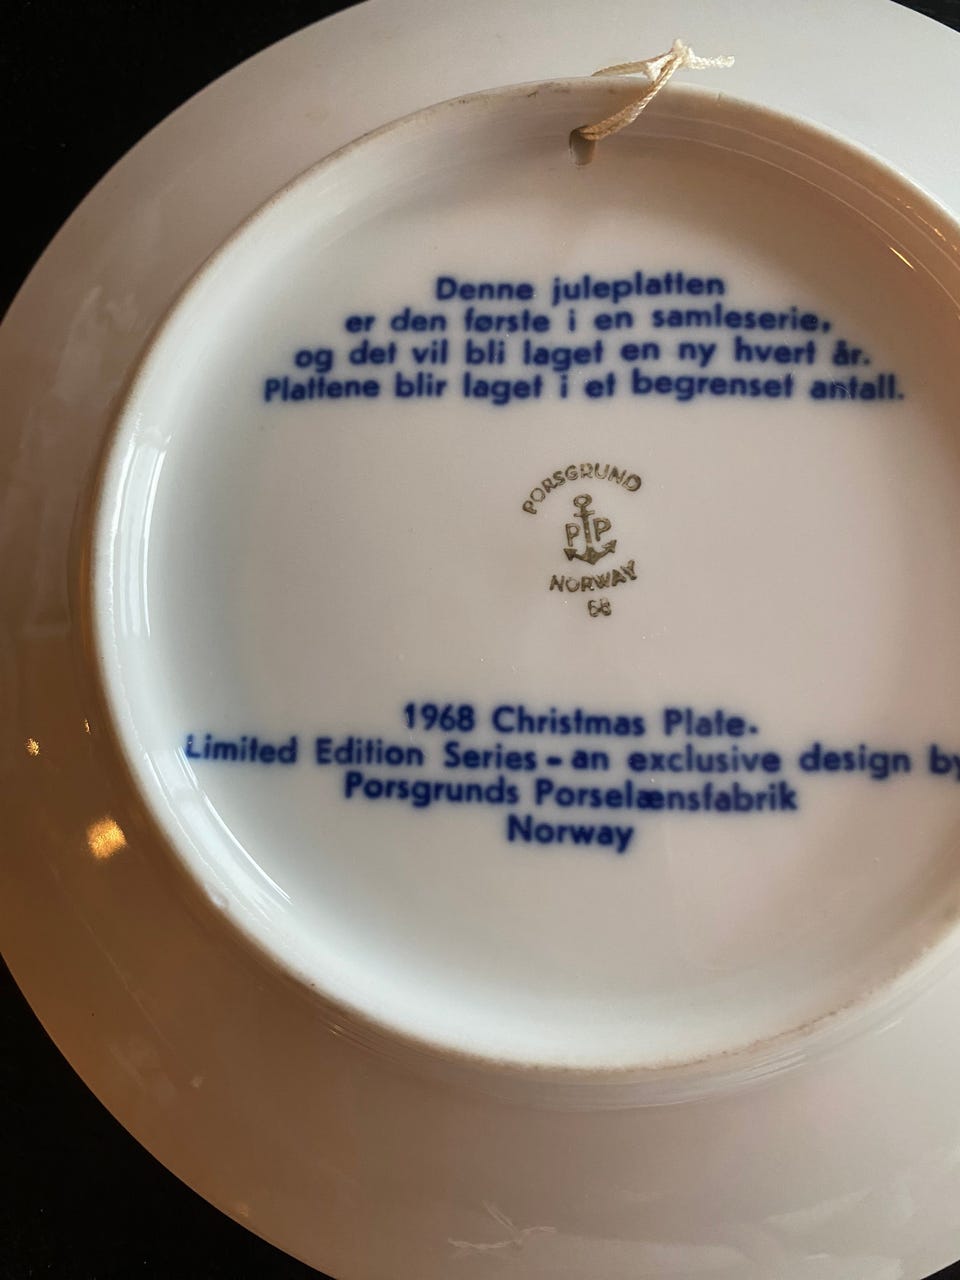 Denne juleplatten
er den første i en samleserie,
og det vil bli laget en ny hvert år.
Plattene blir laget i et begrenset antall.
PORSGRUND
PP
NORWAY
68
1968 Christmas Plate.
Limited Edition Series - an exclusive design by
Porsgrunds Porselænsfabrik
Norway